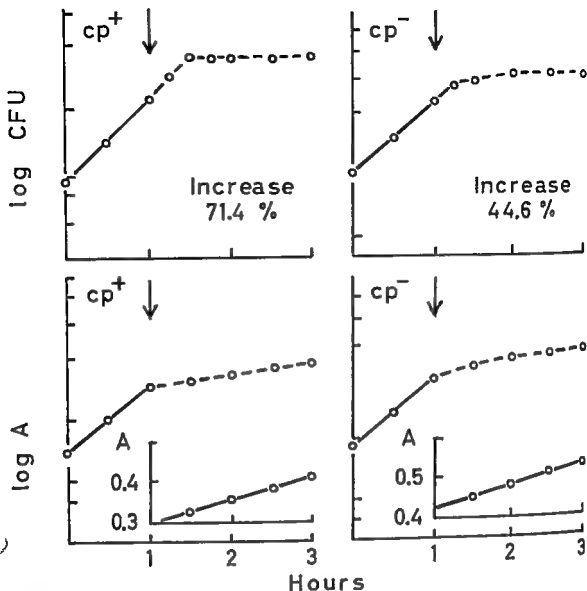 cp+ cp-
log CFU
Increase
71.4 %
Increase
44.6 %
cp+ cp-
log A
A
0.4
0.3
A
0.5
0.4
1 2 3 1 2 3
Hours